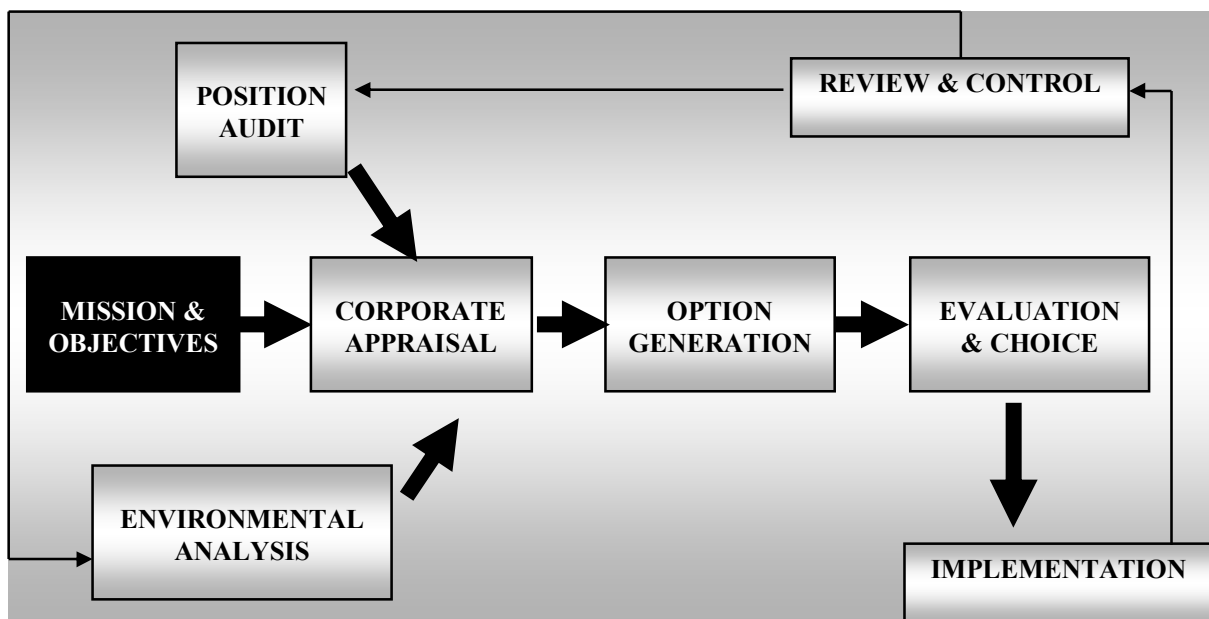 POSITION
AUDIT
REVIEW & CONTROL
MISSION &
OBJECTIVES
CORPORATE
APPRAISAL
OPTION
GENERATION
EVALUATION
& CHOICE
ENVIRONMENTAL
ANALYSIS
IMPLEMENTATION